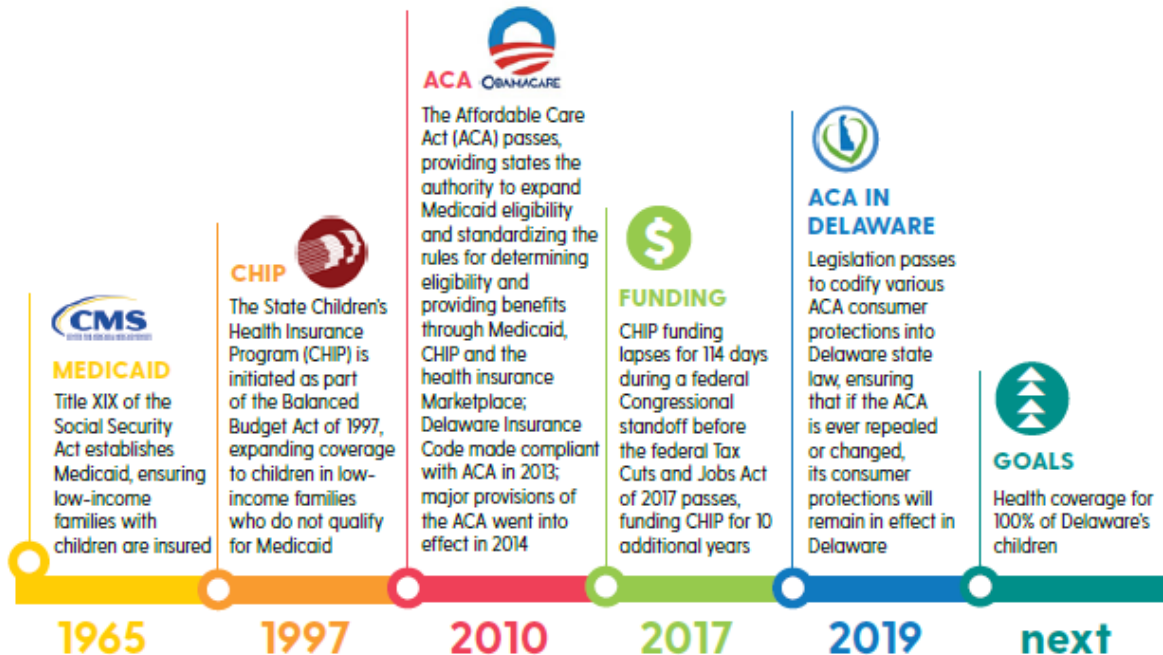 CMS
MEDICAID
Title XIX of the
Social Security
Act establishes
Medicaid, ensuring
low-income
families with
children are insured
CHIP
The State Children's
Health Insurance
Program (CHIP) is
initiated as part
of the Balanced
Budget Act of 1997,
expanding coverage
to children in low-
income families
who do not qualify
for Medicaid
ACA OBAMACARE
The Affordable Care
Act (ACA) passes,
providing states the
authority to expand
Medicaid eligibility
and standardizing the
rules for determining
eligibility and
providing benefits
through Medicaid,
CHIP and the
health insurance
Marketplace;
Delaware Insurance
Code made compliant
with ACA in 2013;
major provisions of
the ACA went into
effect in 2014
$
FUNDING
CHIP funding
lapses for 114 days
during a federal
Congressional
standoff before
the federal Tax
Cuts and Jobs Act
of 2017 passes,
funding CHIP for 10
additional years
ACA IN
DELAWARE
Legislation passes
to codify various
ACA consumer
protections into
Delaware state
law, ensuring
that if the ACA
is ever repealed
or changed,
its consumer
protections will
remain in effect in
Delaware
GOALS
Health coverage for
100% of Delaware's
children
1965
1997
2010
2017
2019
next